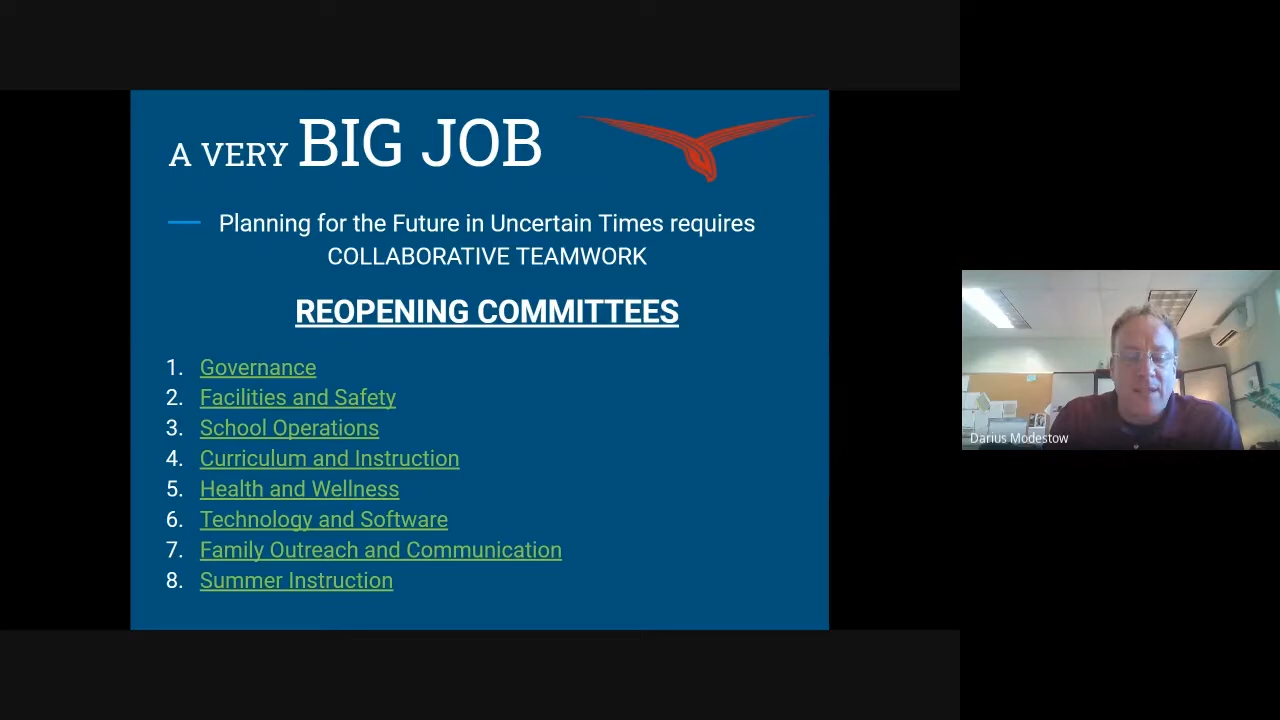 A VERY BIG JOB
Planning for the Future in Uncertain Times requires
COLLABORATIVE TEAMWORK
REOPENING COMMITTEES
1. Governance
2. Facilities and Safety
3. School Operations
4. Curriculum and Instruction
5. Health and Wellness
6. Technology and Software
7. Family Outreach and Communication
8. Summer Instruction
Darius Modestow